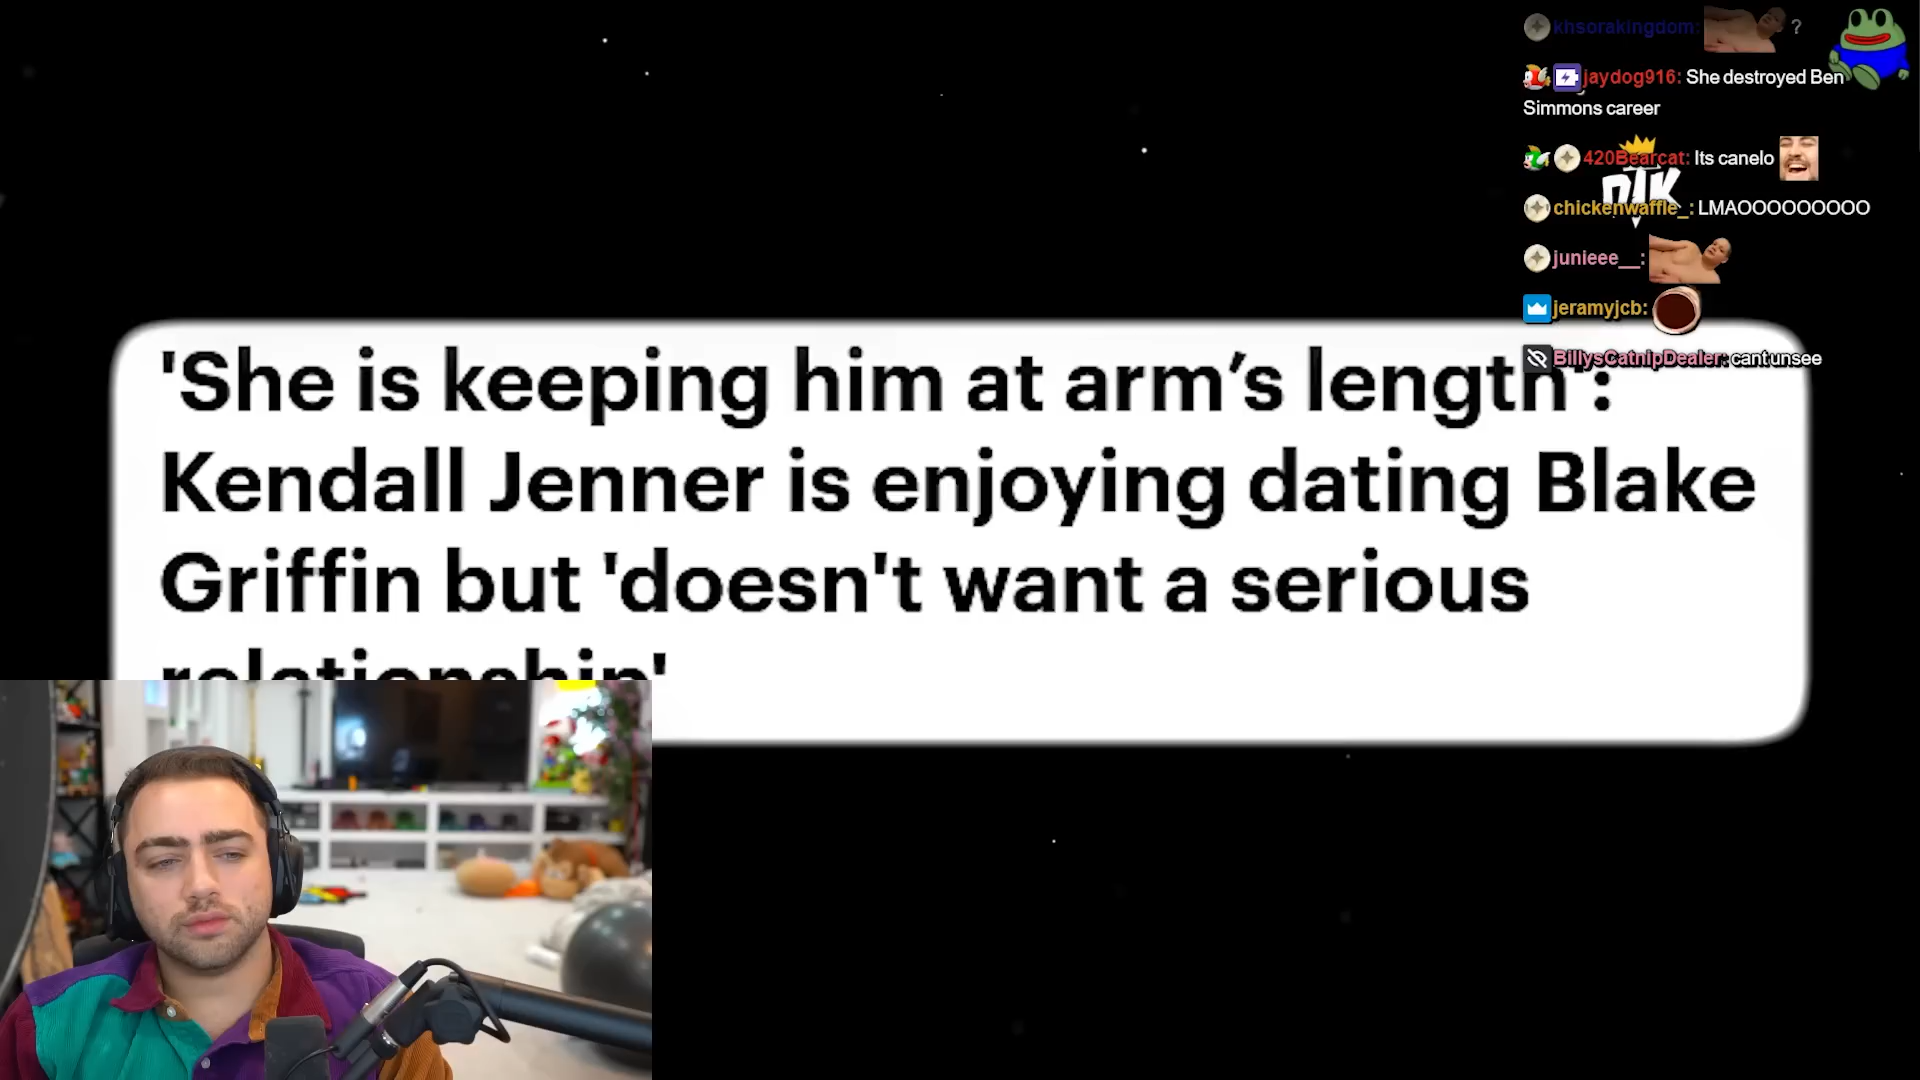 khsorakingdom: ?
jaydog916: She destroyed Ben
Simmons career
420Bearcat: Its canelo
chickenwaffle_: LMAOOOOOOOOO
junieee__:
jeramyjcb:
BillysCatnipDealer: cantunsee
'She is keeping him at arm’s length':
Kendall Jenner is enjoying dating Blake
Griffin but 'doesn't want a serious
relationship'